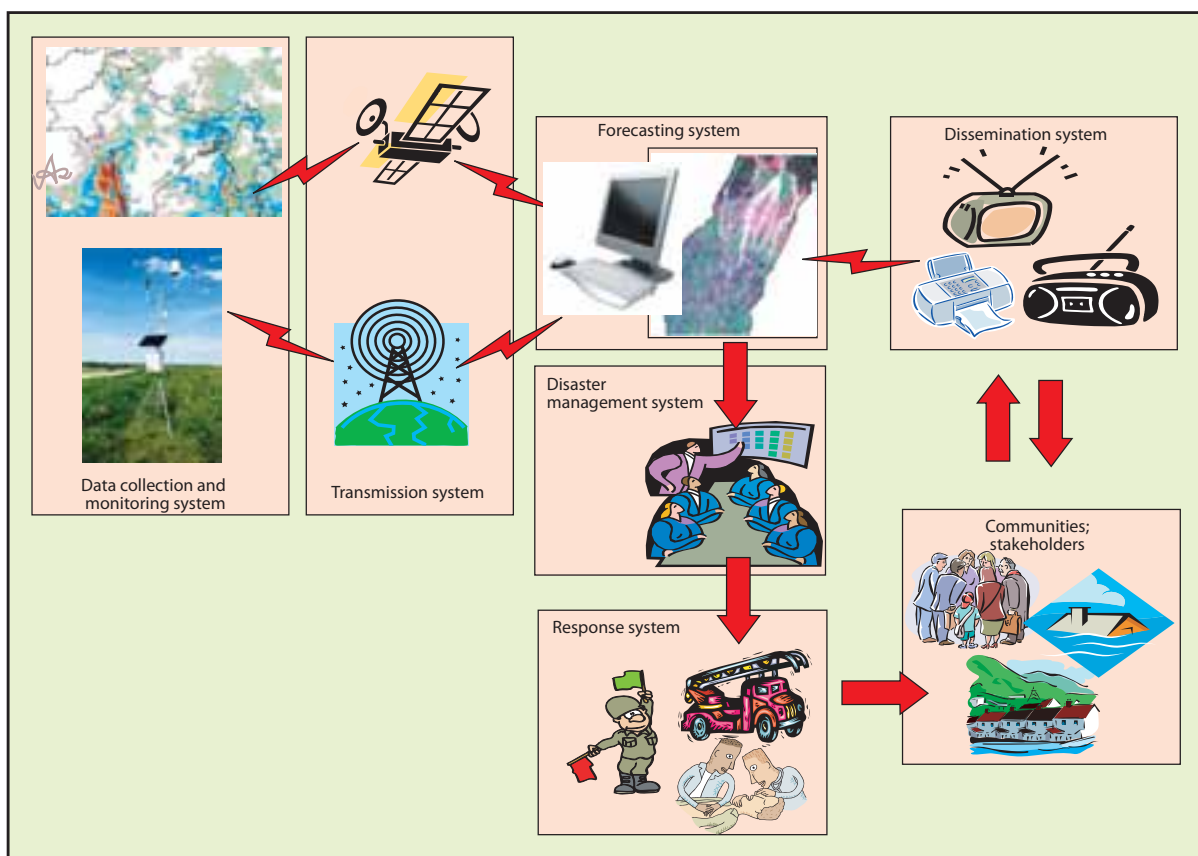 Data collection and
monitoring system
Transmission system
Forecasting system
Dissemination system
Disaster
management system
Response system
Communities;
stakeholders